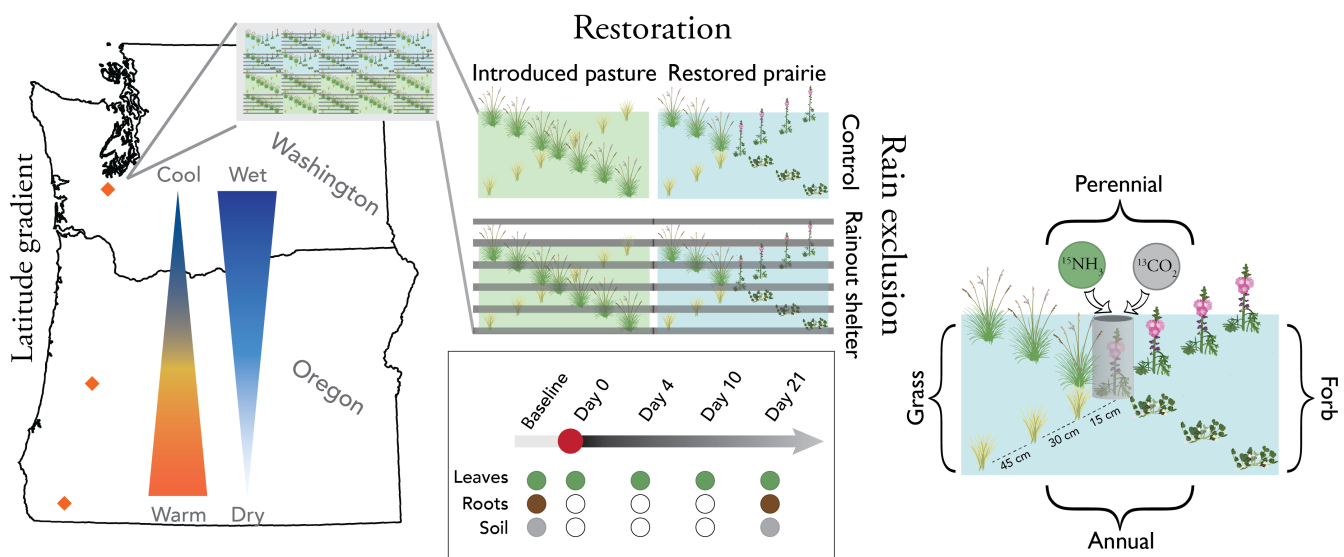 Restoration
Introduced pasture
Restored prairie
Control
Rainout shelter
Rain exclusion
Latitude gradient
Washington
Oregon
Cool
Wet
Warm
Dry
Baseline
Day 0
Day 4
Day 10
Day 21
Leaves
Roots
Soil
Perennial
¹⁵NH₃
¹³CO₂
Grass
Forb
45 cm
30 cm
15 cm
Annual